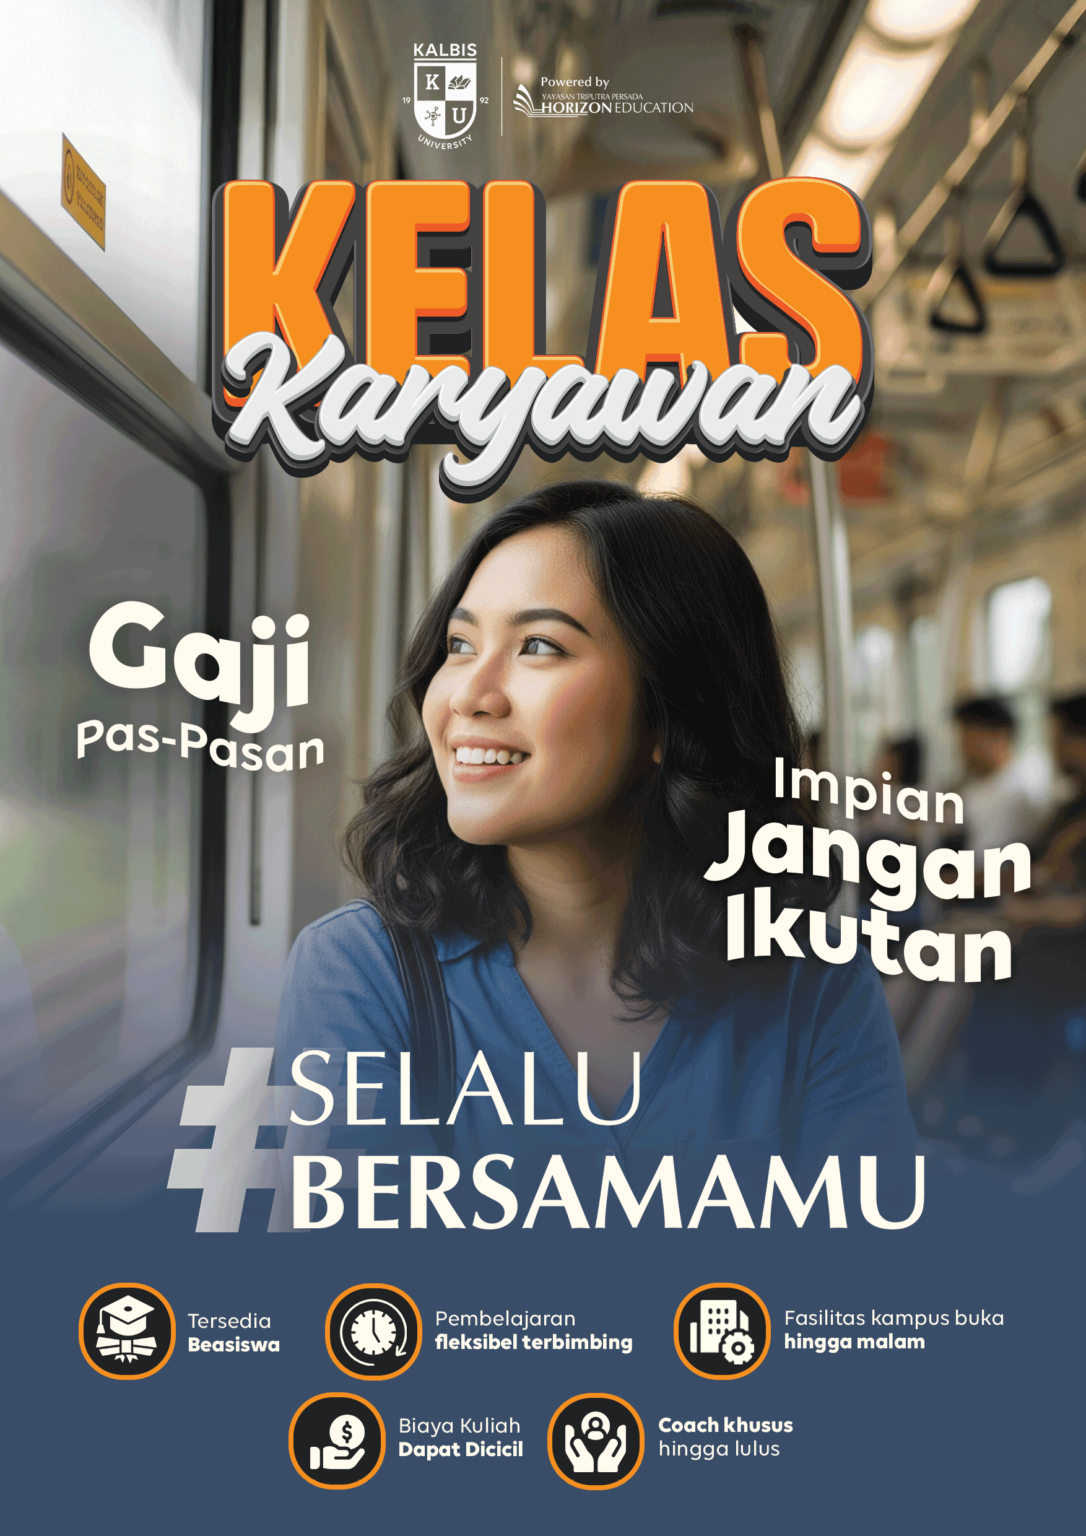 KALBIS
K
U
19 92
UNIVERSITY
Powered by
YAYASAN TRIPUTRA PERSADA
HORIZON EDUCATION
KELAS
Karyawan
Gaji
Pas-Pasan
Impian
Jangan
Ikutan
#SELALU
BERSAMAMU
Tersedia
Beasiswa
Pembelajaran
fleksibel terbimbing
Fasilitas kampus buka
hingga malam
$
Biaya Kuliah
Dapat Dicicil
Coach khusus
hingga lulus